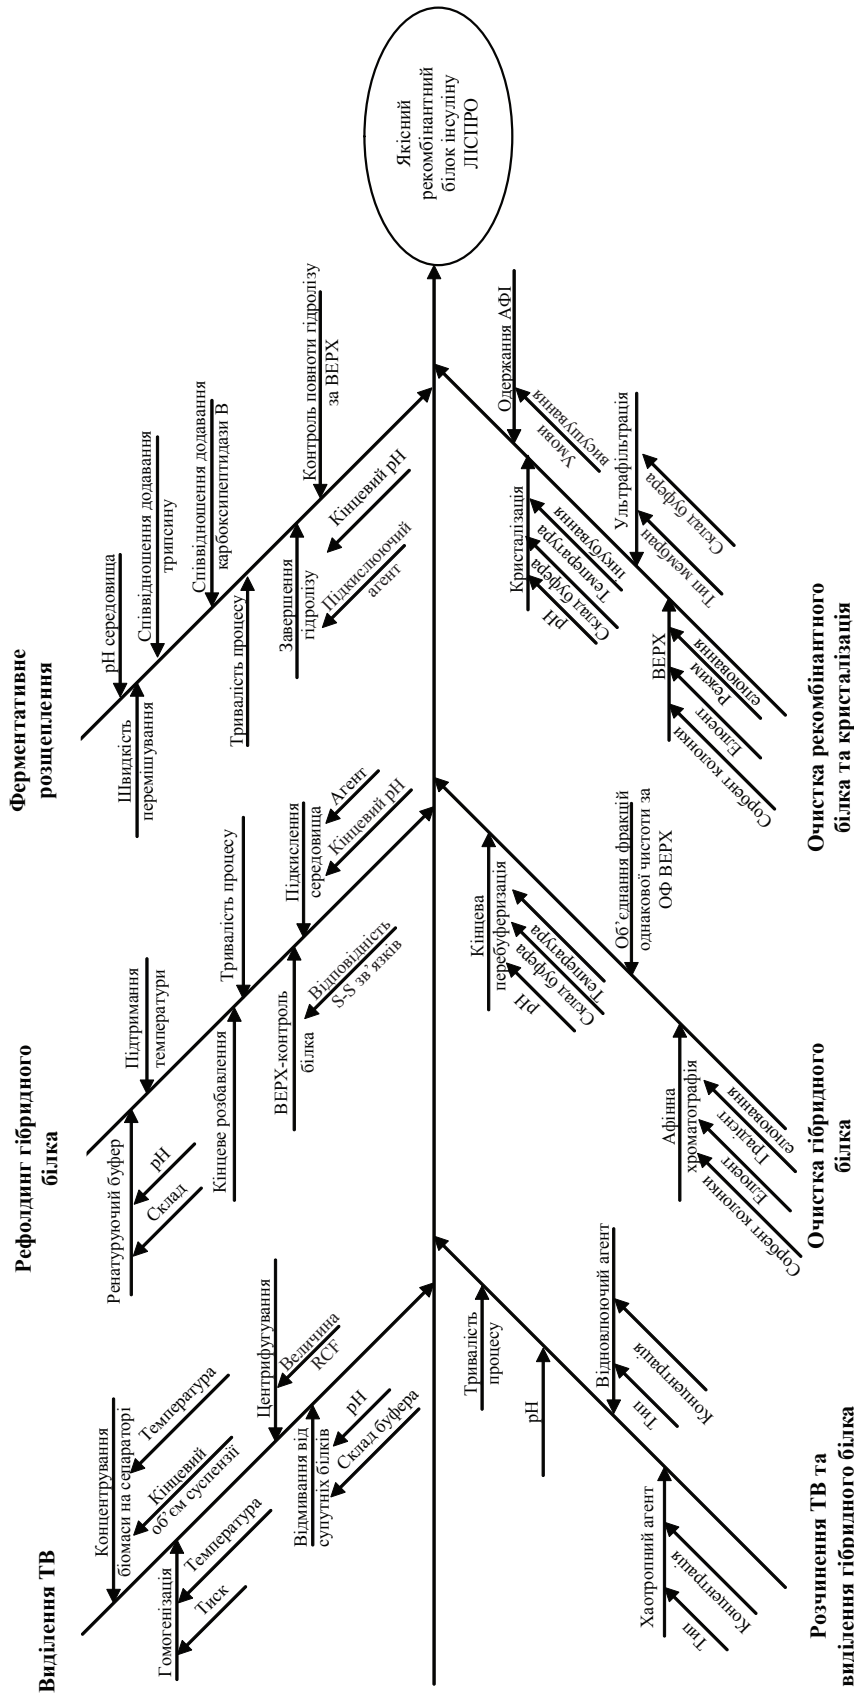 Виділення ТВ
Концентрування
біомаси на сепараторі
Температура
Кінцевий
об’єм суспензії
Гомогенізація
Температура
Тиск
Центрифугування
Величина
RCF
Відмивання від
супутніх білків
pH
Склад буфера
Рефолдинг гібридного
білка
Ренатуруючий буфер
pH
Склад
Підтримання
температури
Кінцеве розбавлення
Тривалість процесу
ВЕРХ-контроль
білка
Відповідність
S-S зв’язків
Підкислення
середовища
Агент
Кінцевий pH
Ферментативне
розщеплення
pH середовища
Швидкість
перемішування
Співвідношення додавання
трипсину
Співвідношення додавання
карбоксипептидази В
Тривалість процесу
Завершення
гідролізу
Кінцевий pH
Підкислюючий
агент
Контроль повноти гідролізу
за ВЕРХ
Якісний
рекомбінантний
білок інсуліну
ЛІСПРО
Тривалість
процесу
pH
Відновлюючий агент
Тип
Концентрація
Хаотропний агент
Тип
Концентрація
Розчинення ТВ та
виділення гібридного білка
Кінцева
перебуферизація
pH
Склад буфера
Температура
Об’єднання фракцій
однакової чистоти за
ОФ ВЕРХ
Афінна
хроматографія
Сорбент колонки
Елюент
Градієнт
елюювання
Очистка гібридного
білка
Одержання АФІ
Умови
висушування
Кристалізація
pH
Склад буфера
Температура
інкубування
Ультрафільтрація
Тип мембран
Склад буфера
ВЕРХ
Сорбент колонки
Елюент
Режим
елюювання
Очистка рекомбінантного
білка та кристалізація